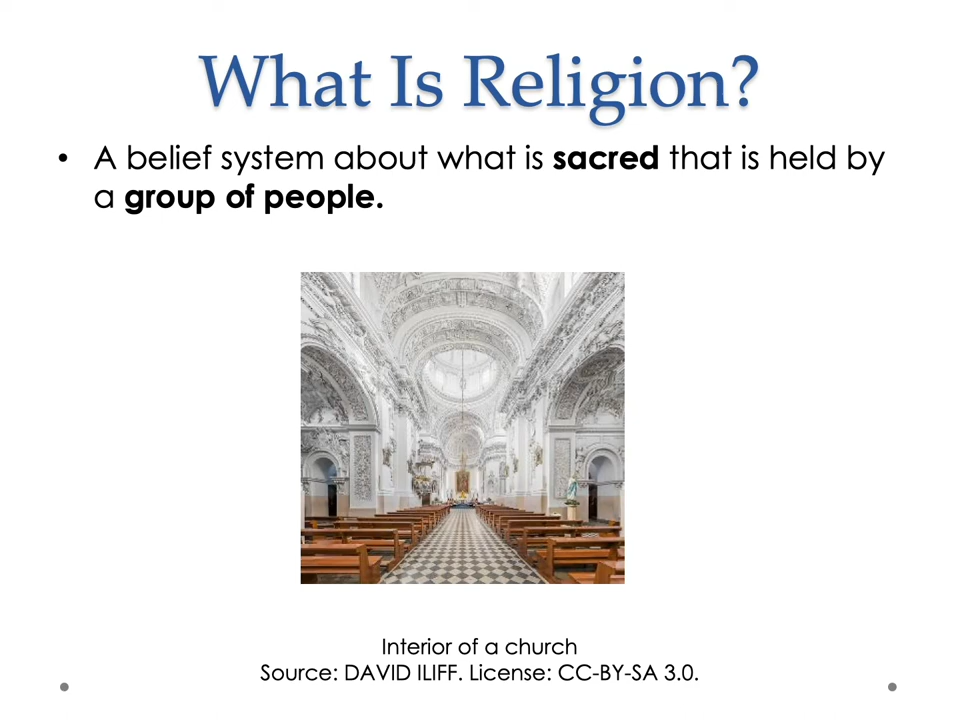 What Is Religion?
• A belief system about what is sacred that is held by
a group of people.
Interior of a church
Source: DAVID ILIFF. License: CC-BY-SA 3.0.